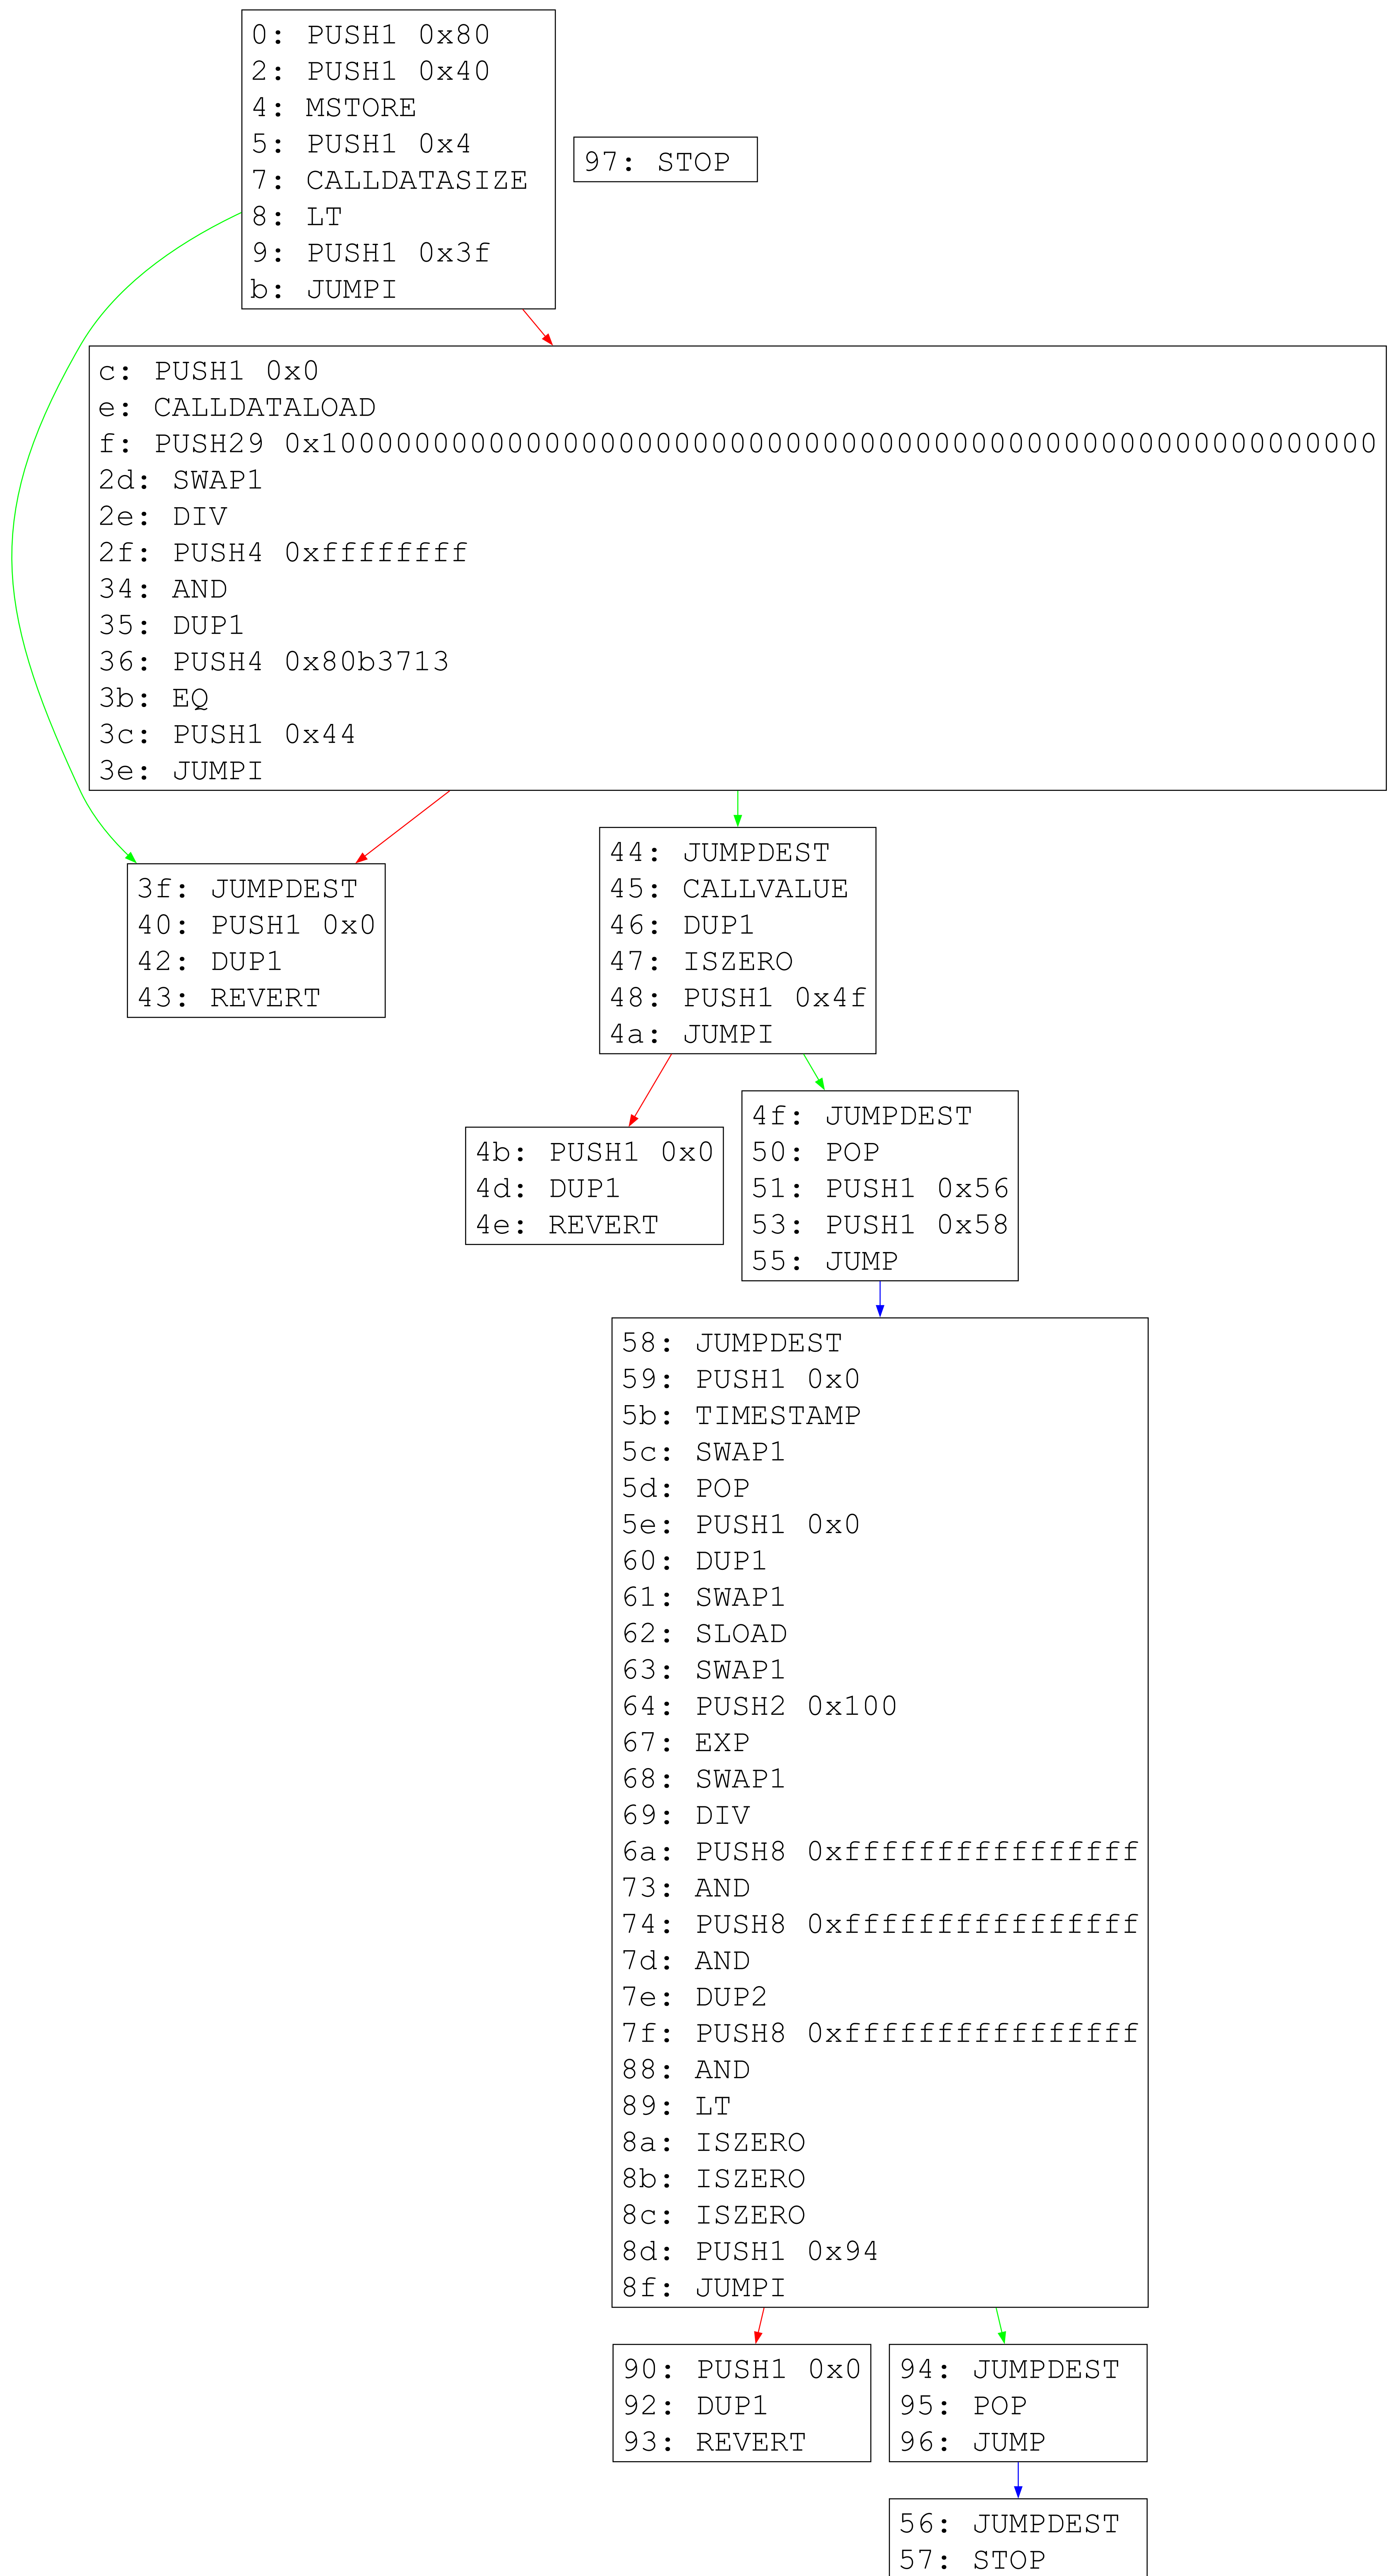 0: PUSH1 0x80
2: PUSH1 0x40
4: MSTORE
5: PUSH1 0x4
7: CALLDATASIZE
8: LT
9: PUSH1 0x3f
b: JUMPI
97: STOP
c: PUSH1 0x0
e: CALLDATALOAD
f: PUSH29 0x100000000000000000000000000000000000000000000000000000000
2d: SWAP1
2e: DIV
2f: PUSH4 0xffffffff
34: AND
35: DUP1
36: PUSH4 0x80b3713
3b: EQ
3c: PUSH1 0x44
3e: JUMPI
3f: JUMPDEST
40: PUSH1 0x0
42: DUP1
43: REVERT
44: JUMPDEST
45: CALLVALUE
46: DUP1
47: ISZERO
48: PUSH1 0x4f
4a: JUMPI
4b: PUSH1 0x0
4d: DUP1
4e: REVERT
4f: JUMPDEST
50: POP
51: PUSH1 0x56
53: PUSH1 0x58
55: JUMP
58: JUMPDEST
59: PUSH1 0x0
5b: TIMESTAMP
5c: SWAP1
5d: POP
5e: PUSH1 0x0
60: DUP1
61: SWAP1
62: SLOAD
63: SWAP1
64: PUSH2 0x100
67: EXP
68: SWAP1
69: DIV
6a: PUSH8 0xffffffffffffffff
73: AND
74: PUSH8 0xffffffffffffffff
7d: AND
7e: DUP2
7f: PUSH8 0xffffffffffffffff
88: AND
89: LT
8a: ISZERO
8b: ISZERO
8c: ISZERO
8d: PUSH1 0x94
8f: JUMPI
90: PUSH1 0x0
92: DUP1
93: REVERT
94: JUMPDEST
95: POP
96: JUMP
56: JUMPDEST
57: STOP